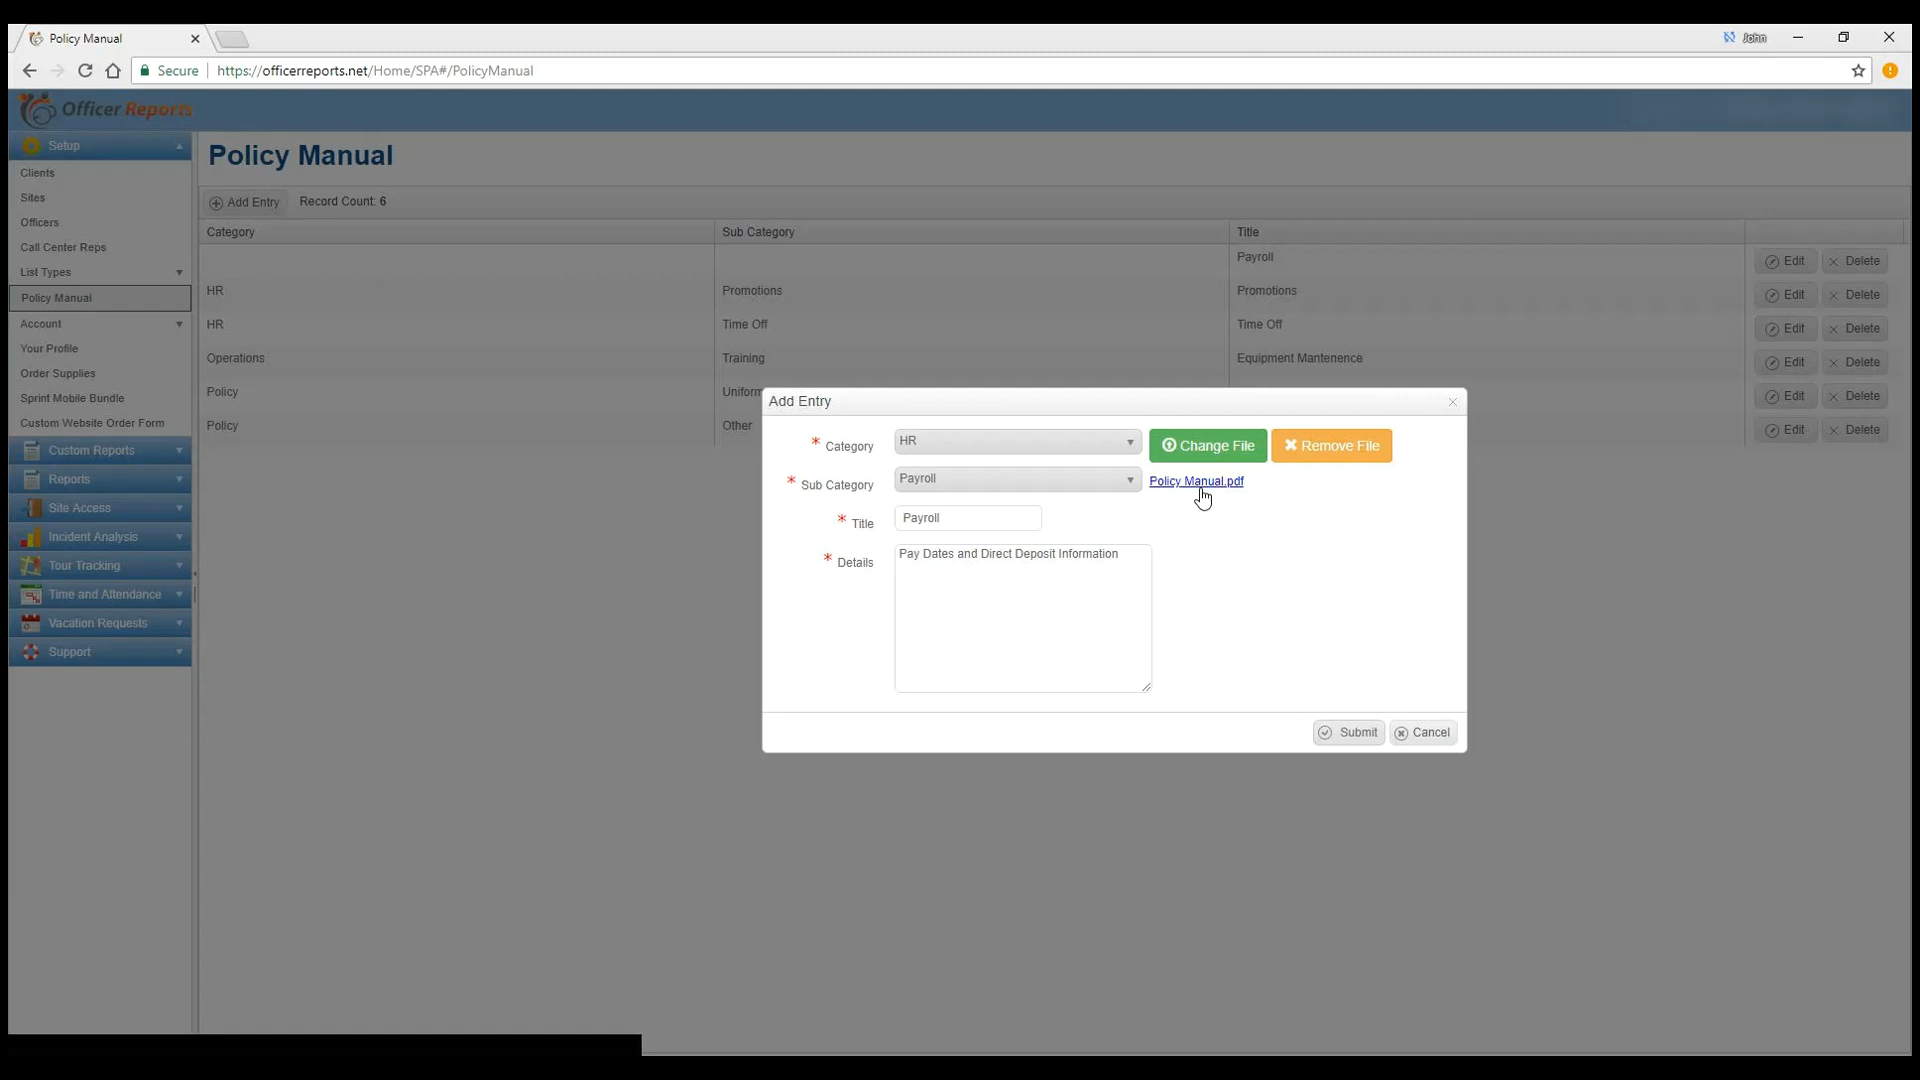 Policy Manual
John
Secure | https://officerreports.net/Home/SPA#/PolicyManual
Officer Reports
Setup
Clients
Sites
Officers
Call Center Reps
List Types
Policy Manual
Account
Your Profile
Order Supplies
Sprint Mobile Bundle
Custom Website Order Form
Custom Reports
Reports
Site Access
Incident Analysis
Tour Tracking
Time and Attendance
Vacation Requests
Support
Policy Manual
Add Entry Record Count: 6
Category Sub Category Title
Payroll Edit Delete
HR Promotions Promotions Edit Delete
HR Time Off Time Off Edit Delete
Operations Training Equipment Mantenence Edit Delete
Policy Uniform Edit Delete
Policy Other Edit Delete
Add Entry
* Category HR Change File Remove File
* Sub Category Payroll Policy Manual.pdf
* Title Payroll
* Details Pay Dates and Direct Deposit Information
Submit Cancel